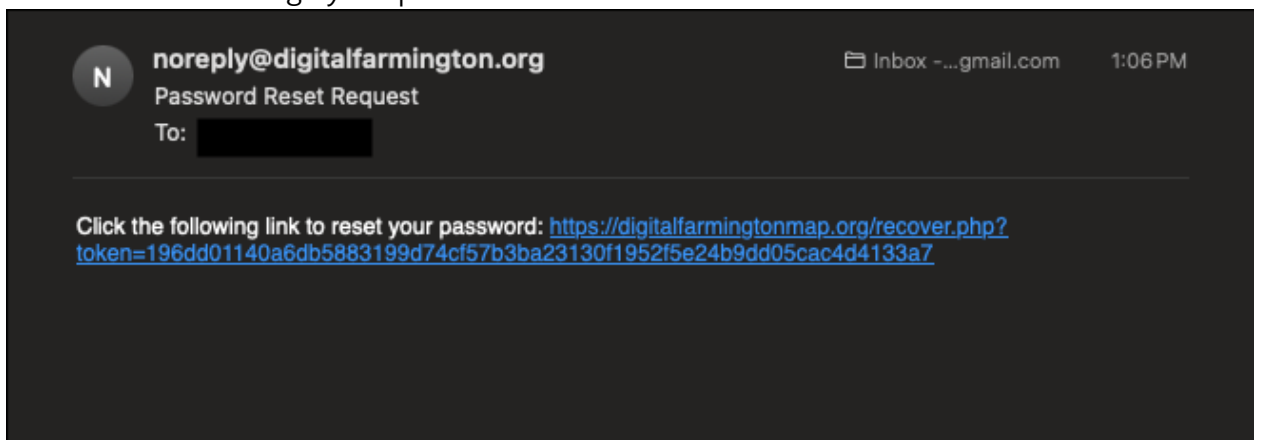 noreply@digitalfarmington.org
Inbox -...gmail.com 1:06 PM
N
Password Reset Request
To:
Click the following link to reset your password: https://digitalfarmingtonmap.org/recover.php?
token=196dd01140a6db5883199d74cf57b3ba23130f1952f5e24b9dd05cac4d4133a7